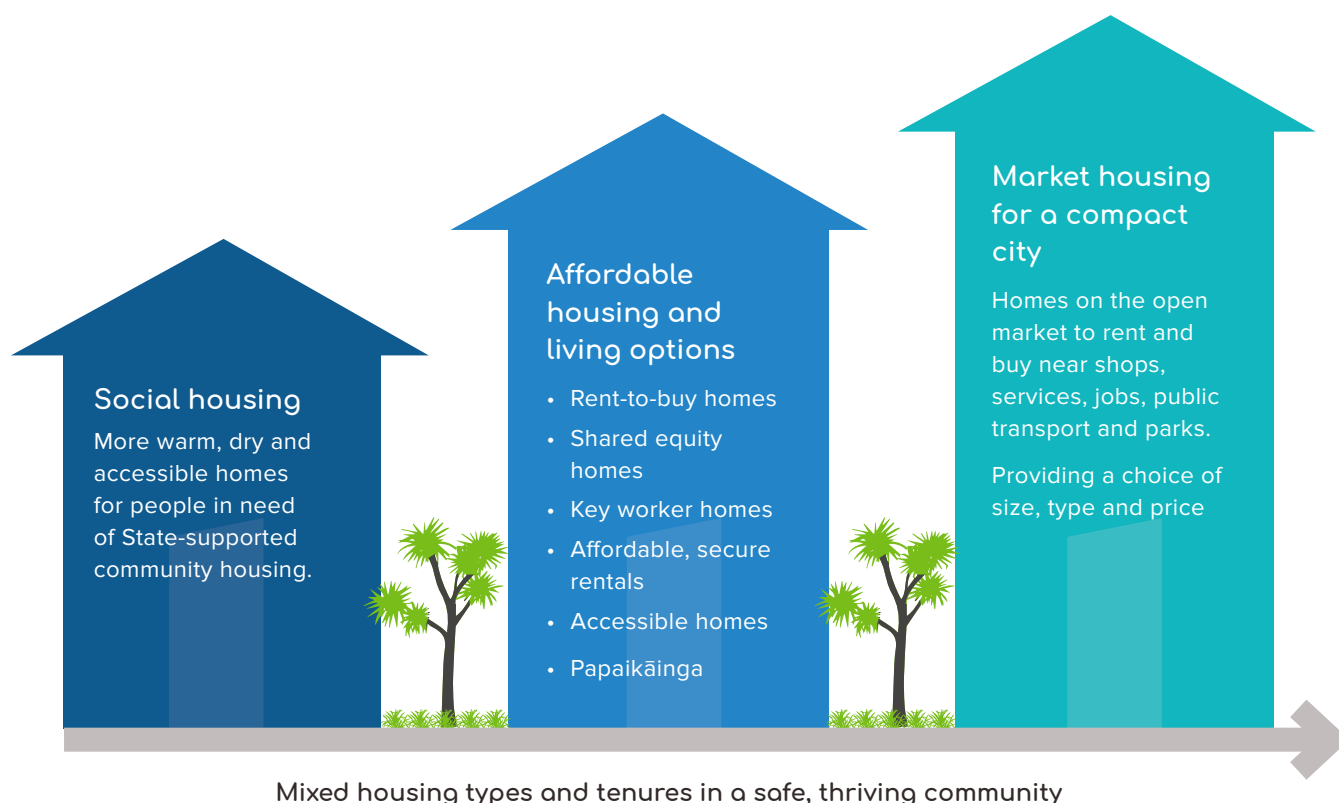 Social housing
More warm, dry and
accessible homes
for people in need
of State-supported
community housing.
Affordable
housing and
living options
• Rent-to-buy homes
• Shared equity
homes
• Key worker homes
• Affordable, secure
rentals
• Accessible homes
• Papaikāinga
Market housing
for a compact
city
Homes on the open
market to rent and
buy near shops,
services, jobs, public
transport and parks.
Providing a choice of
size, type and price
Mixed housing types and tenures in a safe, thriving community